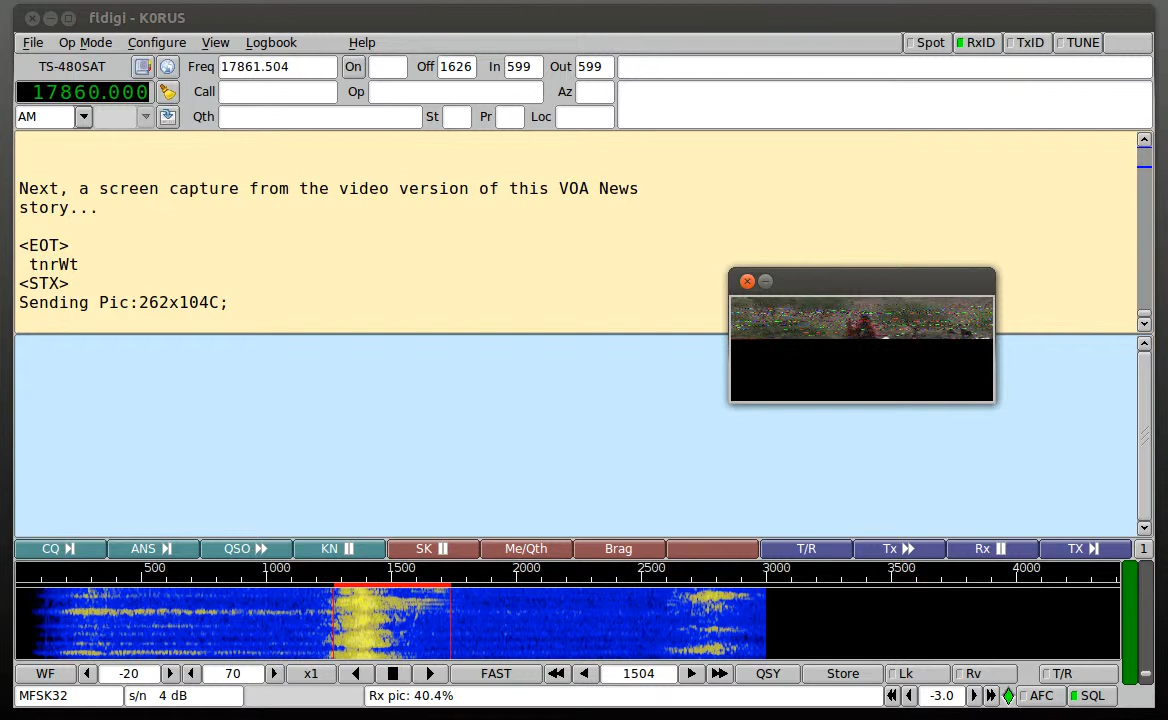 fldigi - K0RUS
File Op Mode Configure View Logbook Help Spot RxID TxID TUNE
TS-480SAT Freq 17861.504 On Off 1626 In 599 Out 599
17860.000 Call Op Az
AM Qth St Pr Loc
Next, a screen capture from the video version of this VOA News
story...
<EOT>
tnrWt
<STX>
Sending Pic:262x104C;
CQ ANS QSO KN SK Me/Qth Brag T/R Tx Rx TX 1
500 1000 1500 2000 2500 3000 3500 4000
WF -20 70 x1 FAST 1504 QSY Store Lk Rv T/R
MFSK32 s/n 4 dB Rx pic: 40.4% -3.0 AFC SQL